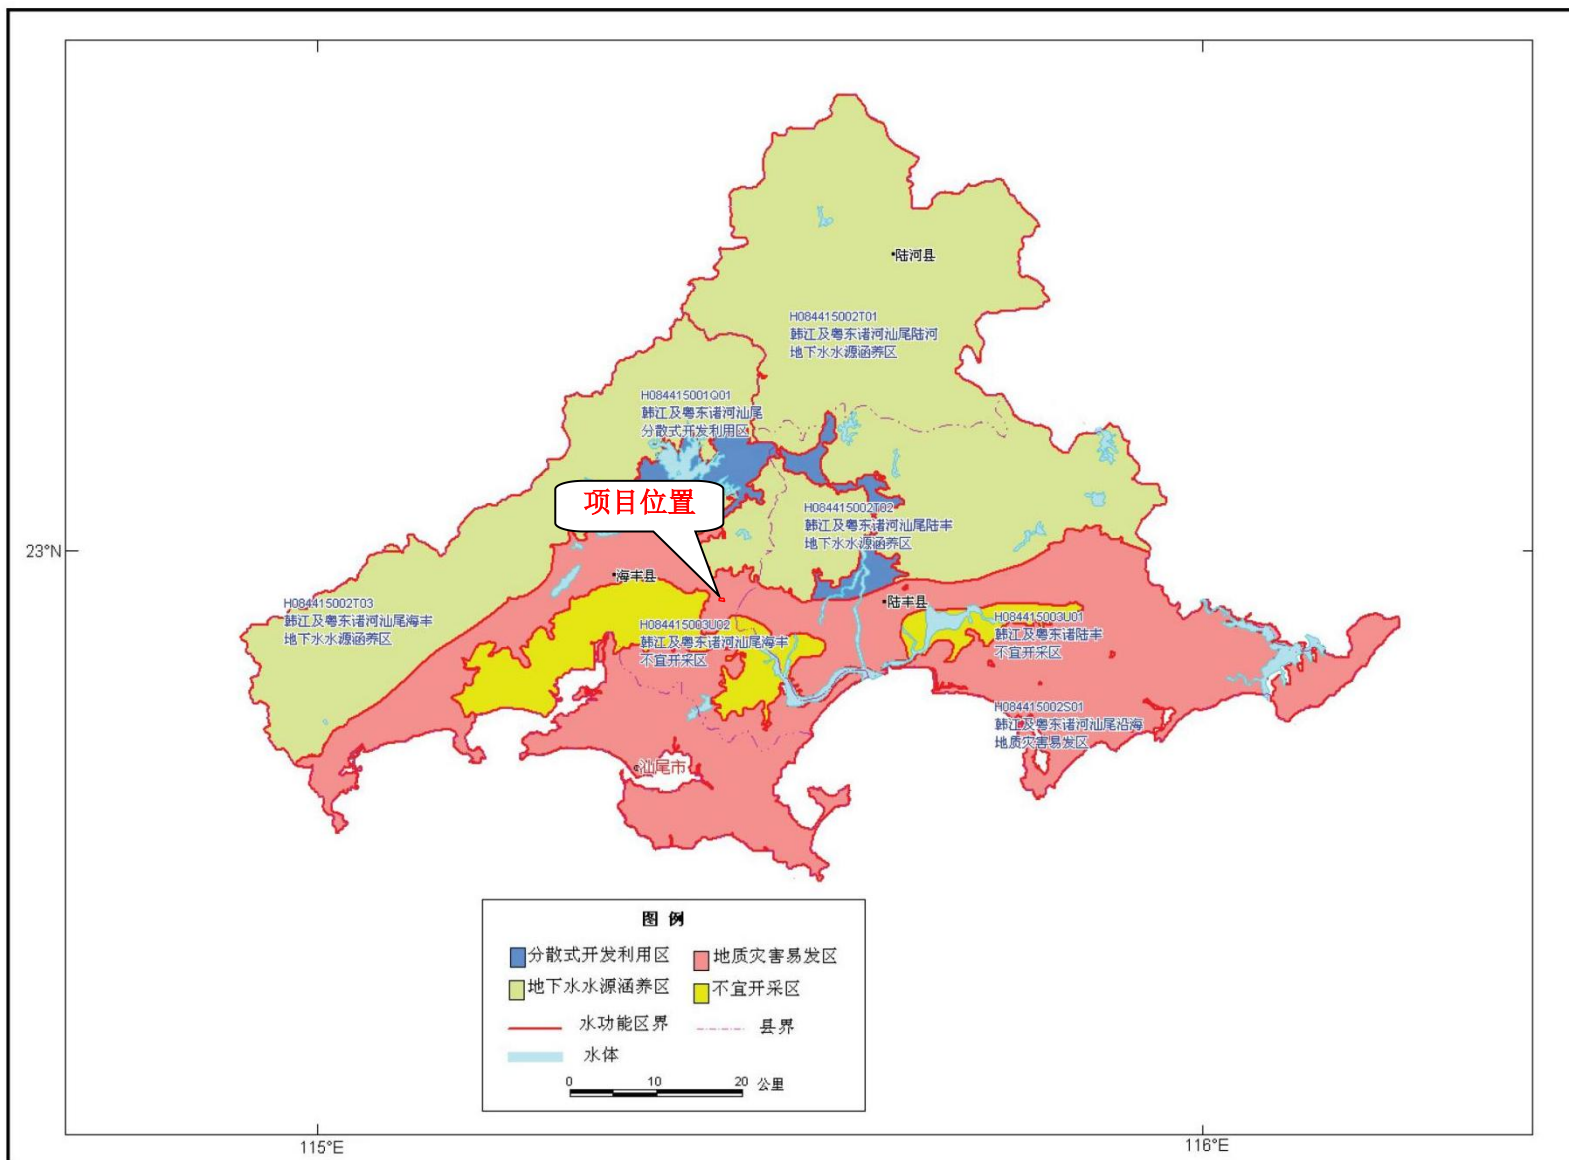 陆河县
H084415002T01
韩江及粤东诸河汕尾陆河
地下水水源涵养区
H084415001Q01
韩江及粤东诸河汕尾
分散式开发利用区
项目位置
H084415002T02
韩江及粤东诸河汕尾陆丰
地下水水源涵养区
23°N
海丰县
H084415002T03
韩江及粤东诸河汕尾海丰
地下水水源涵养区
陆丰县
H084415003U02
韩江及粤东诸河汕尾海丰
不宜开采区
H084415003U01
韩江及粤东诸陆丰
不宜开采区
H084415002S01
韩江及粤东诸河汕尾沿海
地质灾害易发区
汕尾市
图 例
分散式开发利用区
地质灾害易发区
地下水水源涵养区
不宜开采区
水功能区界
县界
水体
0 10 20 公里
115°E
116°E